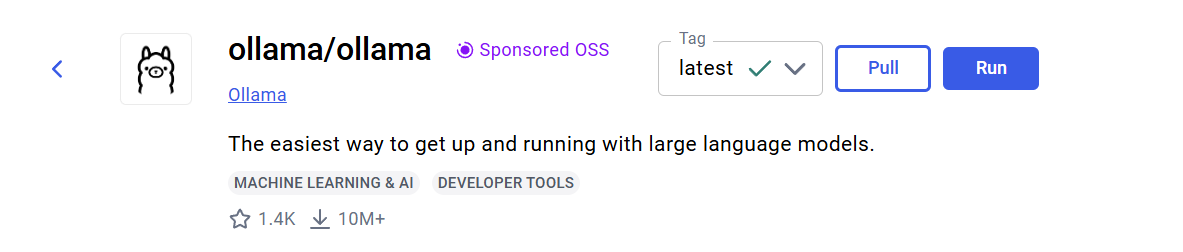 ollama/ollama Sponsored OSS
Tag
latest
Pull
Run
Ollama
The easiest way to get up and running with large language models.
MACHINE LEARNING & AI DEVELOPER TOOLS
1.4K 10M+